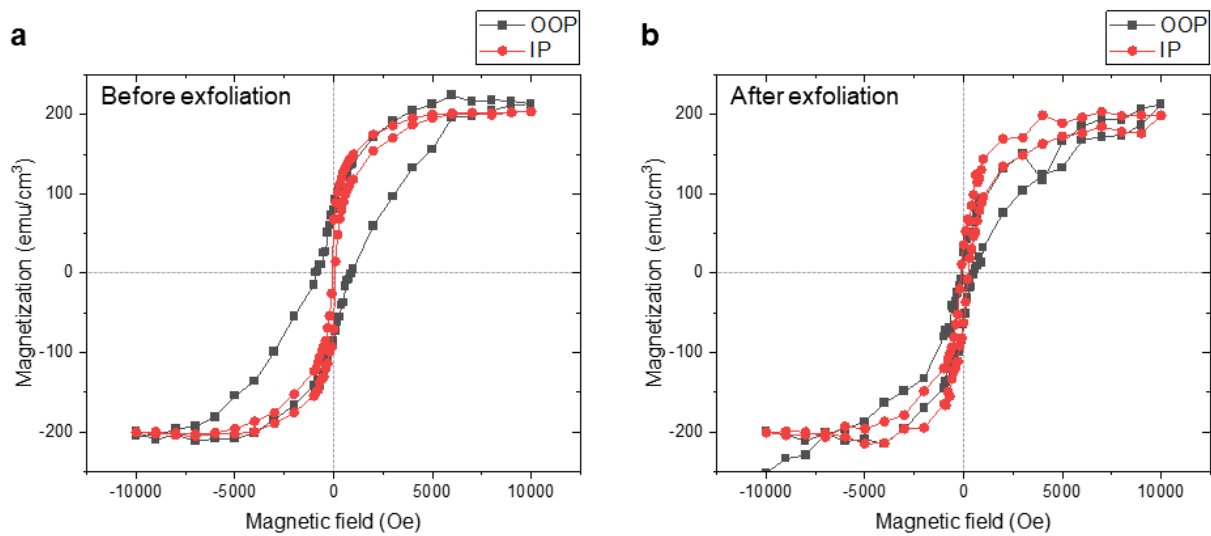 a
OOP
IP
Before exfoliation
Magnetization (emu/cm³)
200
100
0
-100
-200
-10000 -5000 0 5000 10000
Magnetic field (Oe)
b
OOP
IP
After exfoliation
Magnetization (emu/cm³)
200
100
0
-100
-200
-10000 -5000 0 5000 10000
Magnetic field (Oe)